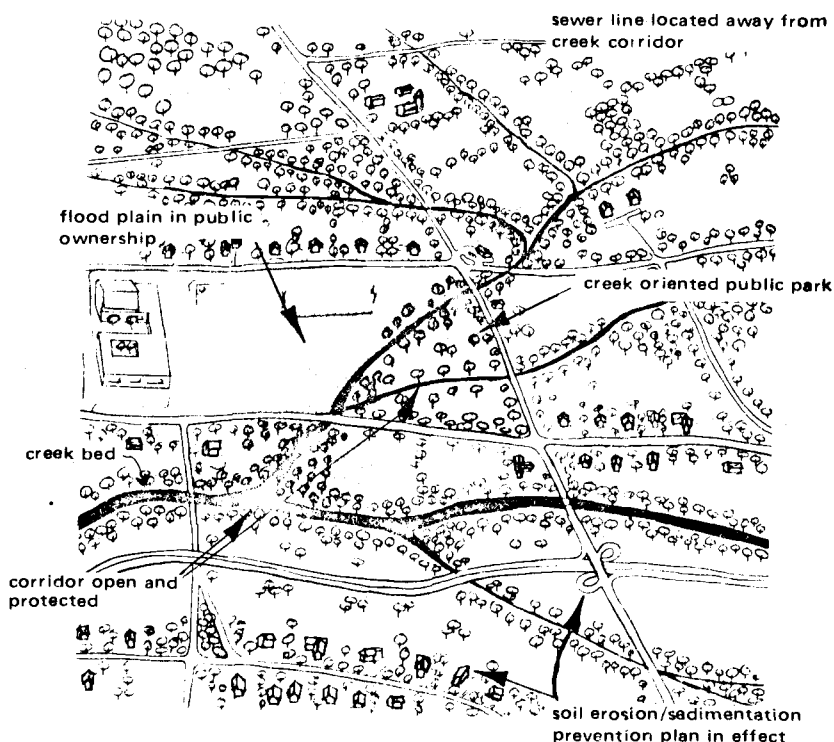 sewer line located away from
creek corridor
flood plain in public
ownership
creek oriented public park
creek bed
corridor open and
protected
soil erosion/sedimentation
prevention plan in effect